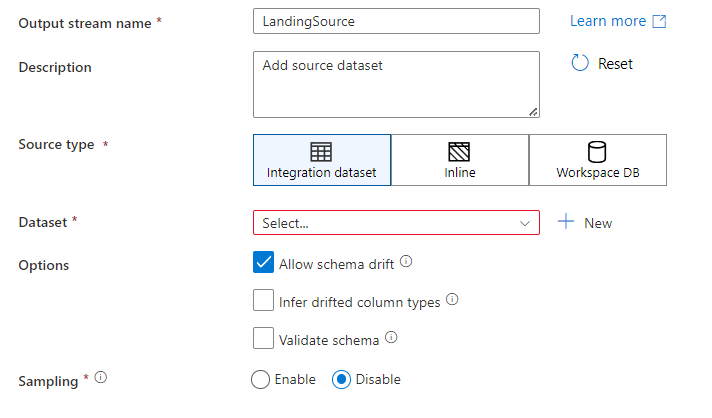 Output stream name *
LandingSource
Learn more
Description
Add source dataset
Reset
Source type *
Integration dataset
Inline
Workspace DB
Dataset *
Select...
New
Options
Allow schema drift
Infer drifted column types
Validate schema
Sampling *
Enable
Disable